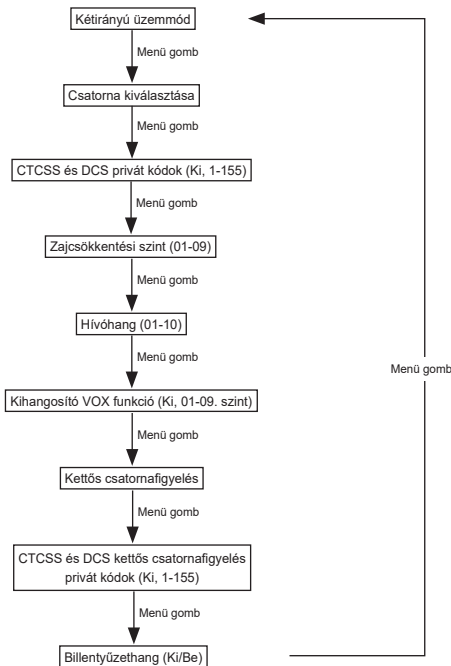 Kétirányú üzemmód
Menü gomb
Csatorna kiválasztása
Menü gomb
CTCSS és DCS privát kódok (Ki, 1-155)
Menü gomb
Zajcsökkentési szint (01-09)
Menü gomb
Hívóhang (01-10)
Menü gomb
Kihangosító VOX funkció (Ki, 01-09. szint)
Menü gomb
Kettős csatornafigyelés
Menü gomb
CTCSS és DCS kettős csatornafigyelés
privát kódok (Ki, 1-155)
Menü gomb
Billentyűzethang (Ki/Be)
Menü gomb